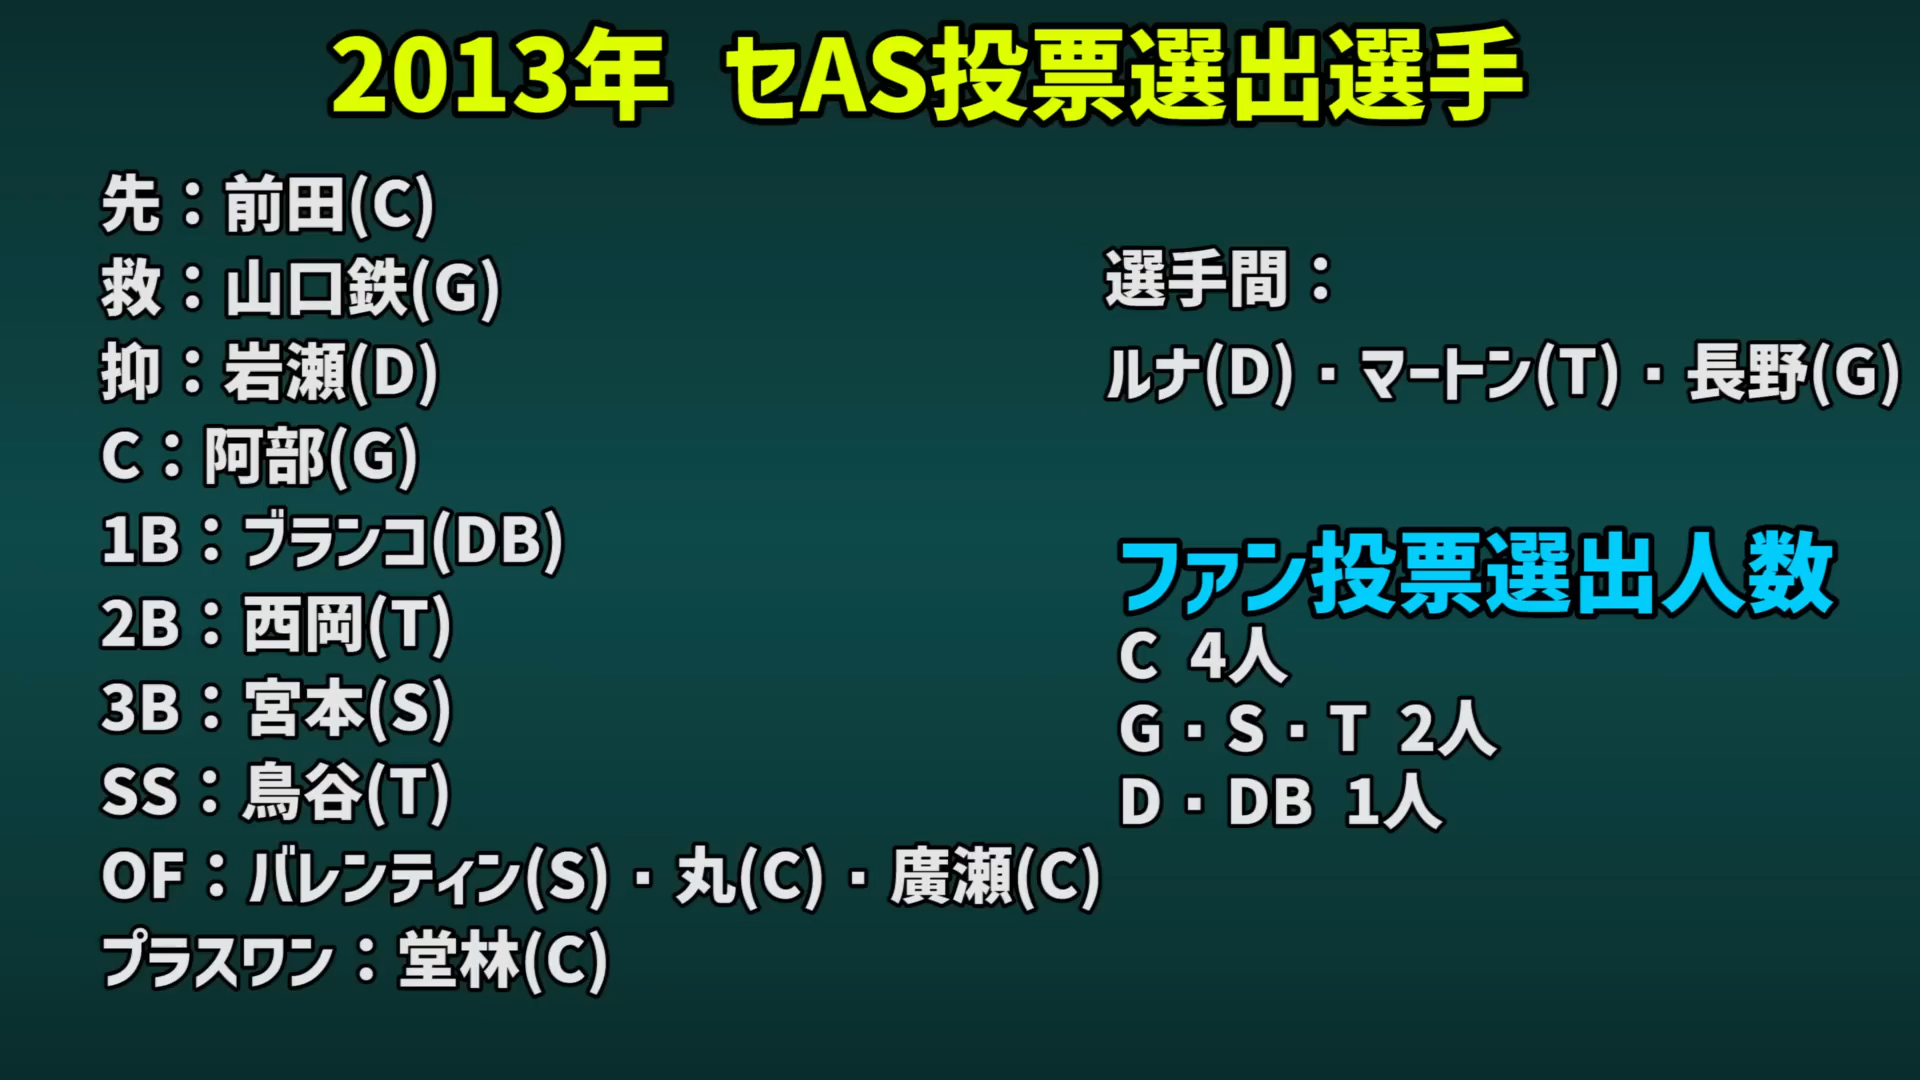 2013年 セAS投票選出選手
先：前田(C)
救：山口鉄(G)
抑：岩瀬(D)
C：阿部(G)
1B：ブランコ(DB)
2B：西岡(T)
3B：宮本(S)
SS：鳥谷(T)
OF：バレンティン(S)・丸(C)・廣瀬(C)
プラスワン：堂林(C)
選手間：
ルナ(D)・マートン(T)・長野(G)
ファン投票選出人数
C 4人
G・S・T 2人
D・DB 1人